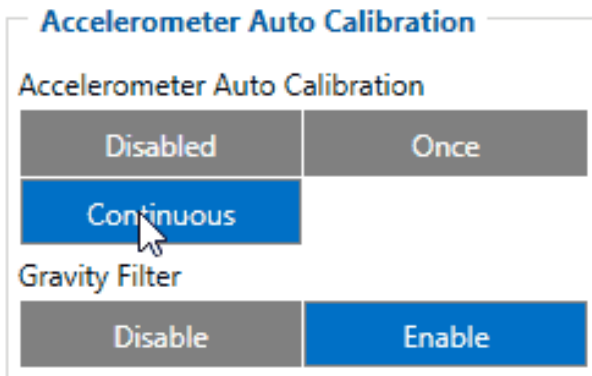 Accelerometer Auto Calibration
Accelerometer Auto Calibration
Disabled Once
Continuous
Gravity Filter
Disable Enable